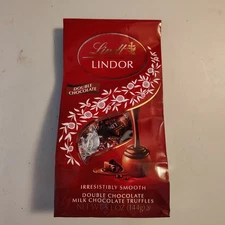 Lindt
LINDOR
DOUBLE
CHOCOLATE
IRRESISTIBLY SMOOTH
DOUBLE CHOCOLATE
MILK CHOCOLATE TRUFFLES